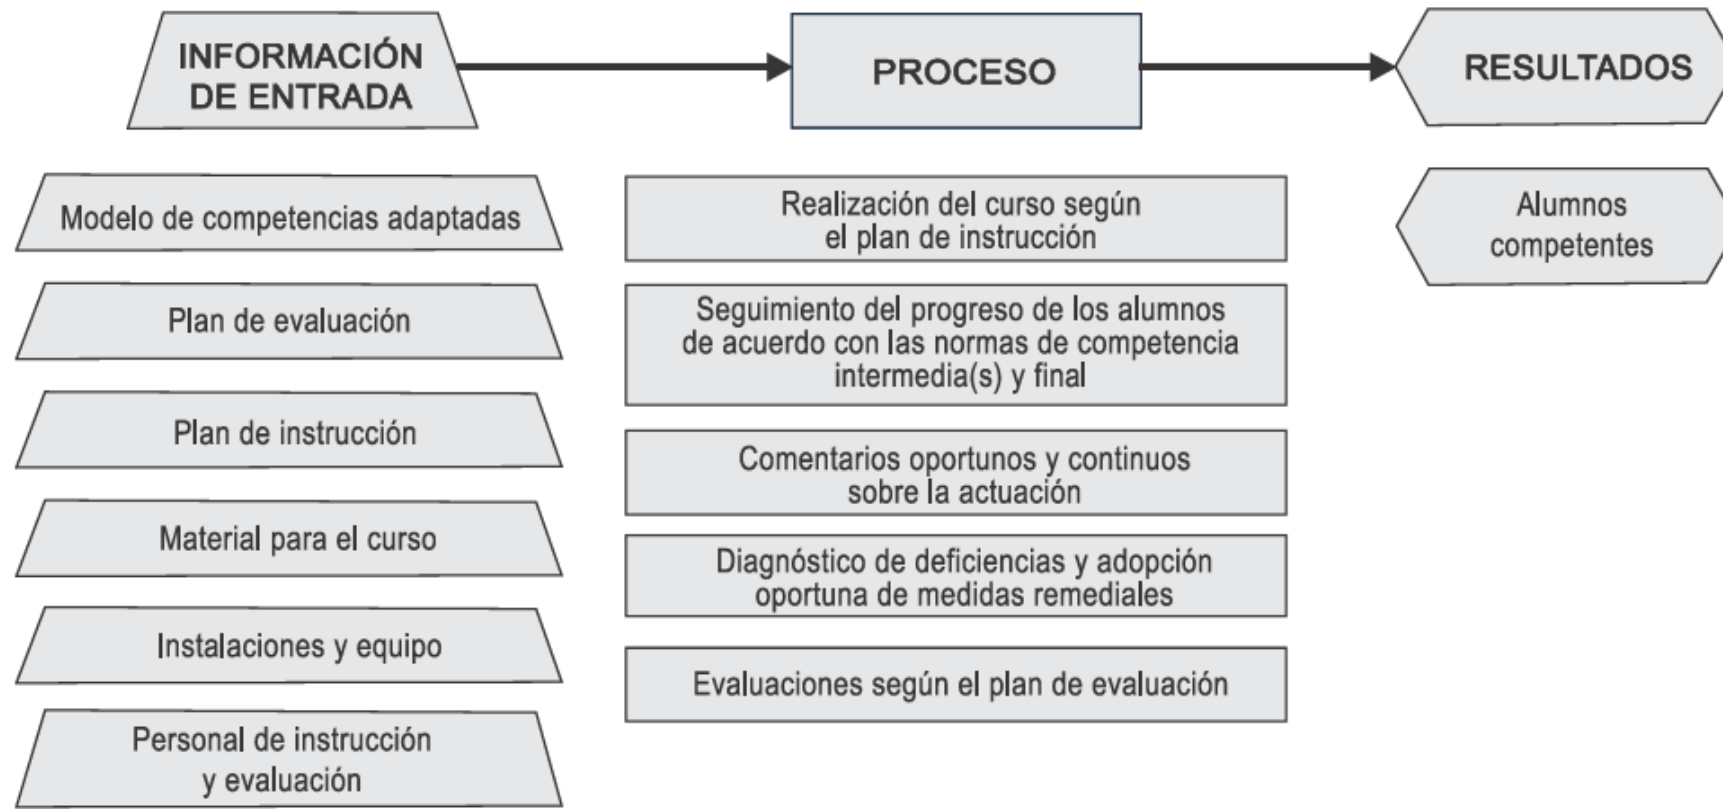 INFORMACIÓN
DE ENTRADA
PROCESO
RESULTADOS
Modelo de competencias adaptadas
Plan de evaluación
Plan de instrucción
Material para el curso
Instalaciones y equipo
Personal de instrucción
y evaluación
Realización del curso según
el plan de instrucción
Seguimiento del progreso de los alumnos
de acuerdo con las normas de competencia
intermedia(s) y final
Comentarios oportunos y continuos
sobre la actuación
Diagnóstico de deficiencias y adopción
oportuna de medidas remediales
Evaluaciones según el plan de evaluación
Alumnos
competentes